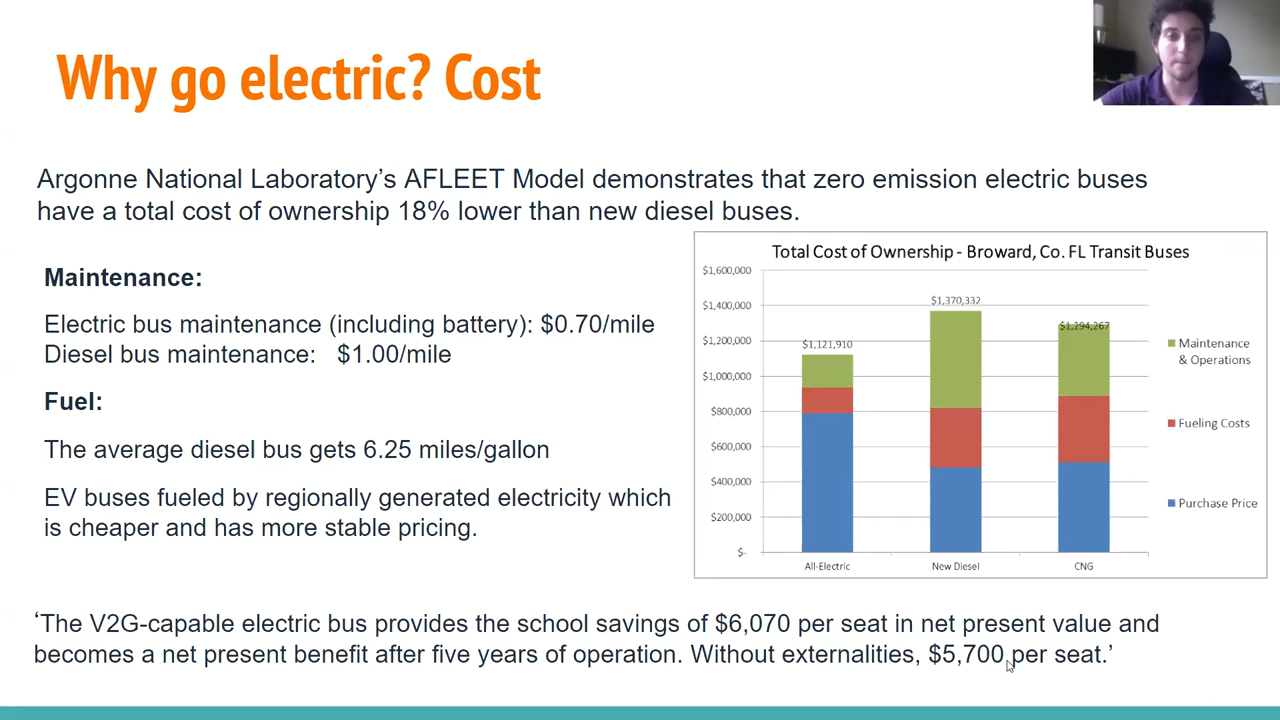 Why go electric? Cost
Argonne National Laboratory’s AFLEET Model demonstrates that zero emission electric buses
have a total cost of ownership 18% lower than new diesel buses.
Maintenance:
Electric bus maintenance (including battery): $0.70/mile
Diesel bus maintenance: $1.00/mile
Fuel:
The average diesel bus gets 6.25 miles/gallon
EV buses fueled by regionally generated electricity which
is cheaper and has more stable pricing.
Total Cost of Ownership - Broward, Co. FL Transit Buses
$1,600,000
$1,400,000
$1,200,000
$1,000,000
$800,000
$600,000
$400,000
$200,000
$-
$1,121,910
$1,370,332
$1,294,267
All-Electric
New Diesel
CNG
Maintenance
& Operations
Fueling Costs
Purchase Price
‘The V2G-capable electric bus provides the school savings of $6,070 per seat in net present value and
becomes a net present benefit after five years of operation. Without externalities, $5,700 per seat.’